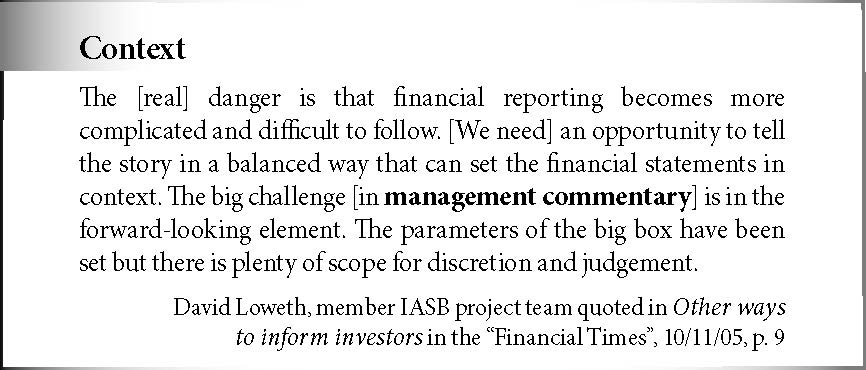 Context
The [real] danger is that financial reporting becomes more
complicated and difficult to follow. [We need] an opportunity to tell
the story in a balanced way that can set the financial statements in
context. The big challenge [in management commentary] is in the
forward-looking element. The parameters of the big box have been
set but there is plenty of scope for discretion and judgement.
David Loweth, member IASB project team quoted in Other ways
to inform investors in the “Financial Times”, 10/11/05, p. 9